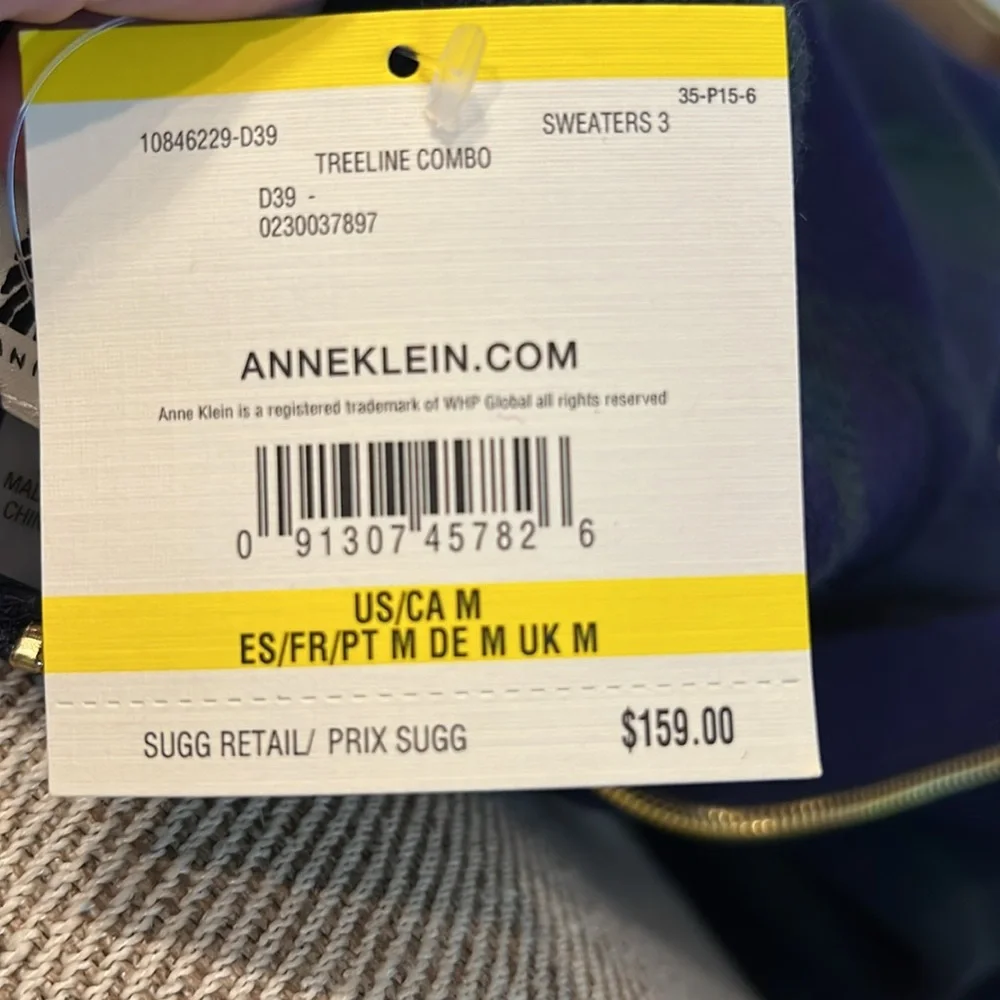 35-P15-6
10846229-D39
SWEATERS 3
TREELINE COMBO
D39 -
0230037897
ANNEKLEIN.COM
Anne Klein is a registered trademark of WHP Global all rights reserved
0 91307 45782 6
US/CA M
ES/FR/PT M DE M UK M
SUGG RETAIL/ PRIX SUGG
$159.00